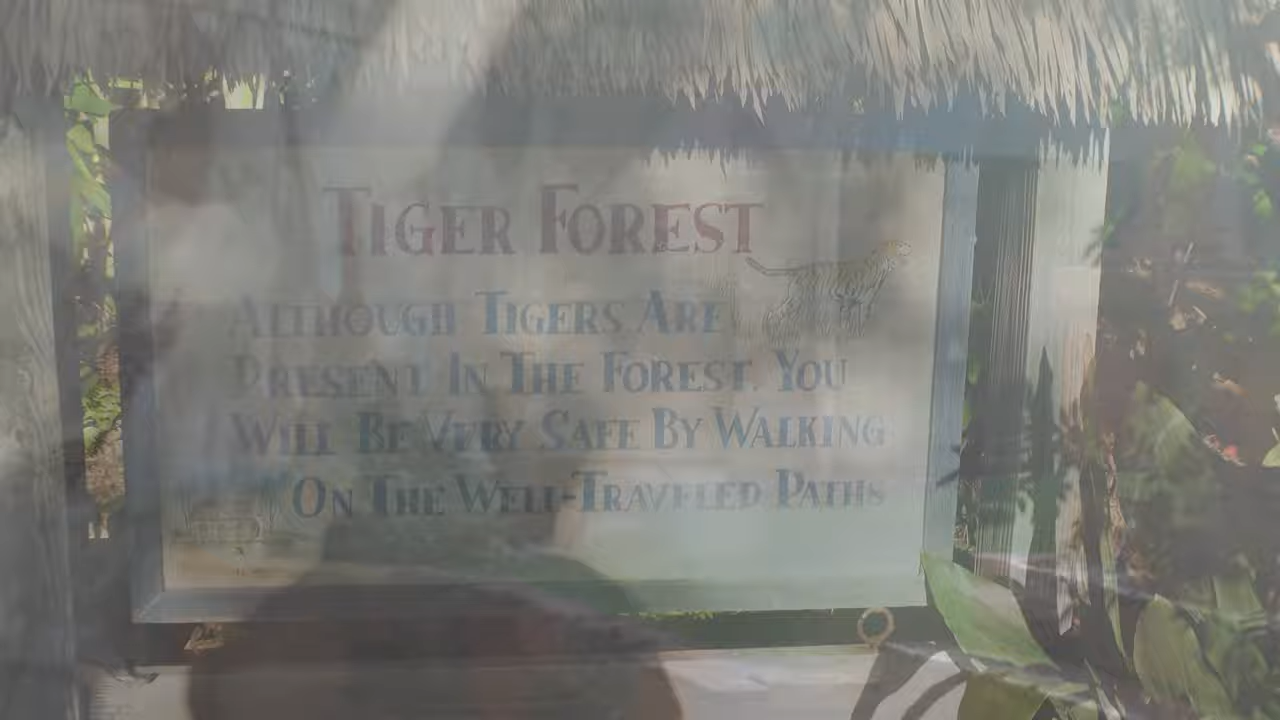 TIGER FOREST
ALTHOUGH TIGERS ARE
PRESENT IN THE FOREST. YOU
WILL BE VERY SAFE BY WALKING
ON THE WELL-TRAVELED PATHS